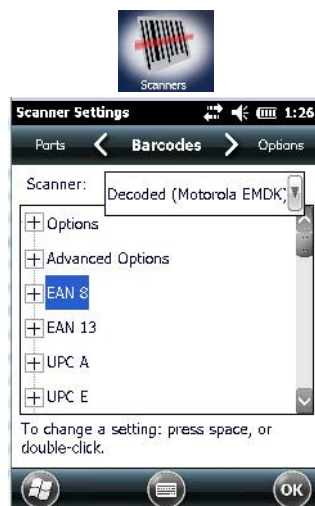 Scanners
Scanner Settings 1:26
Parts Barcodes Options
Scanner: Decoded (Motorola EMDK)
Options
Advanced Options
EAN 8
EAN 13
UPC A
UPC E
To change a setting: press space, or
double-click.
OK